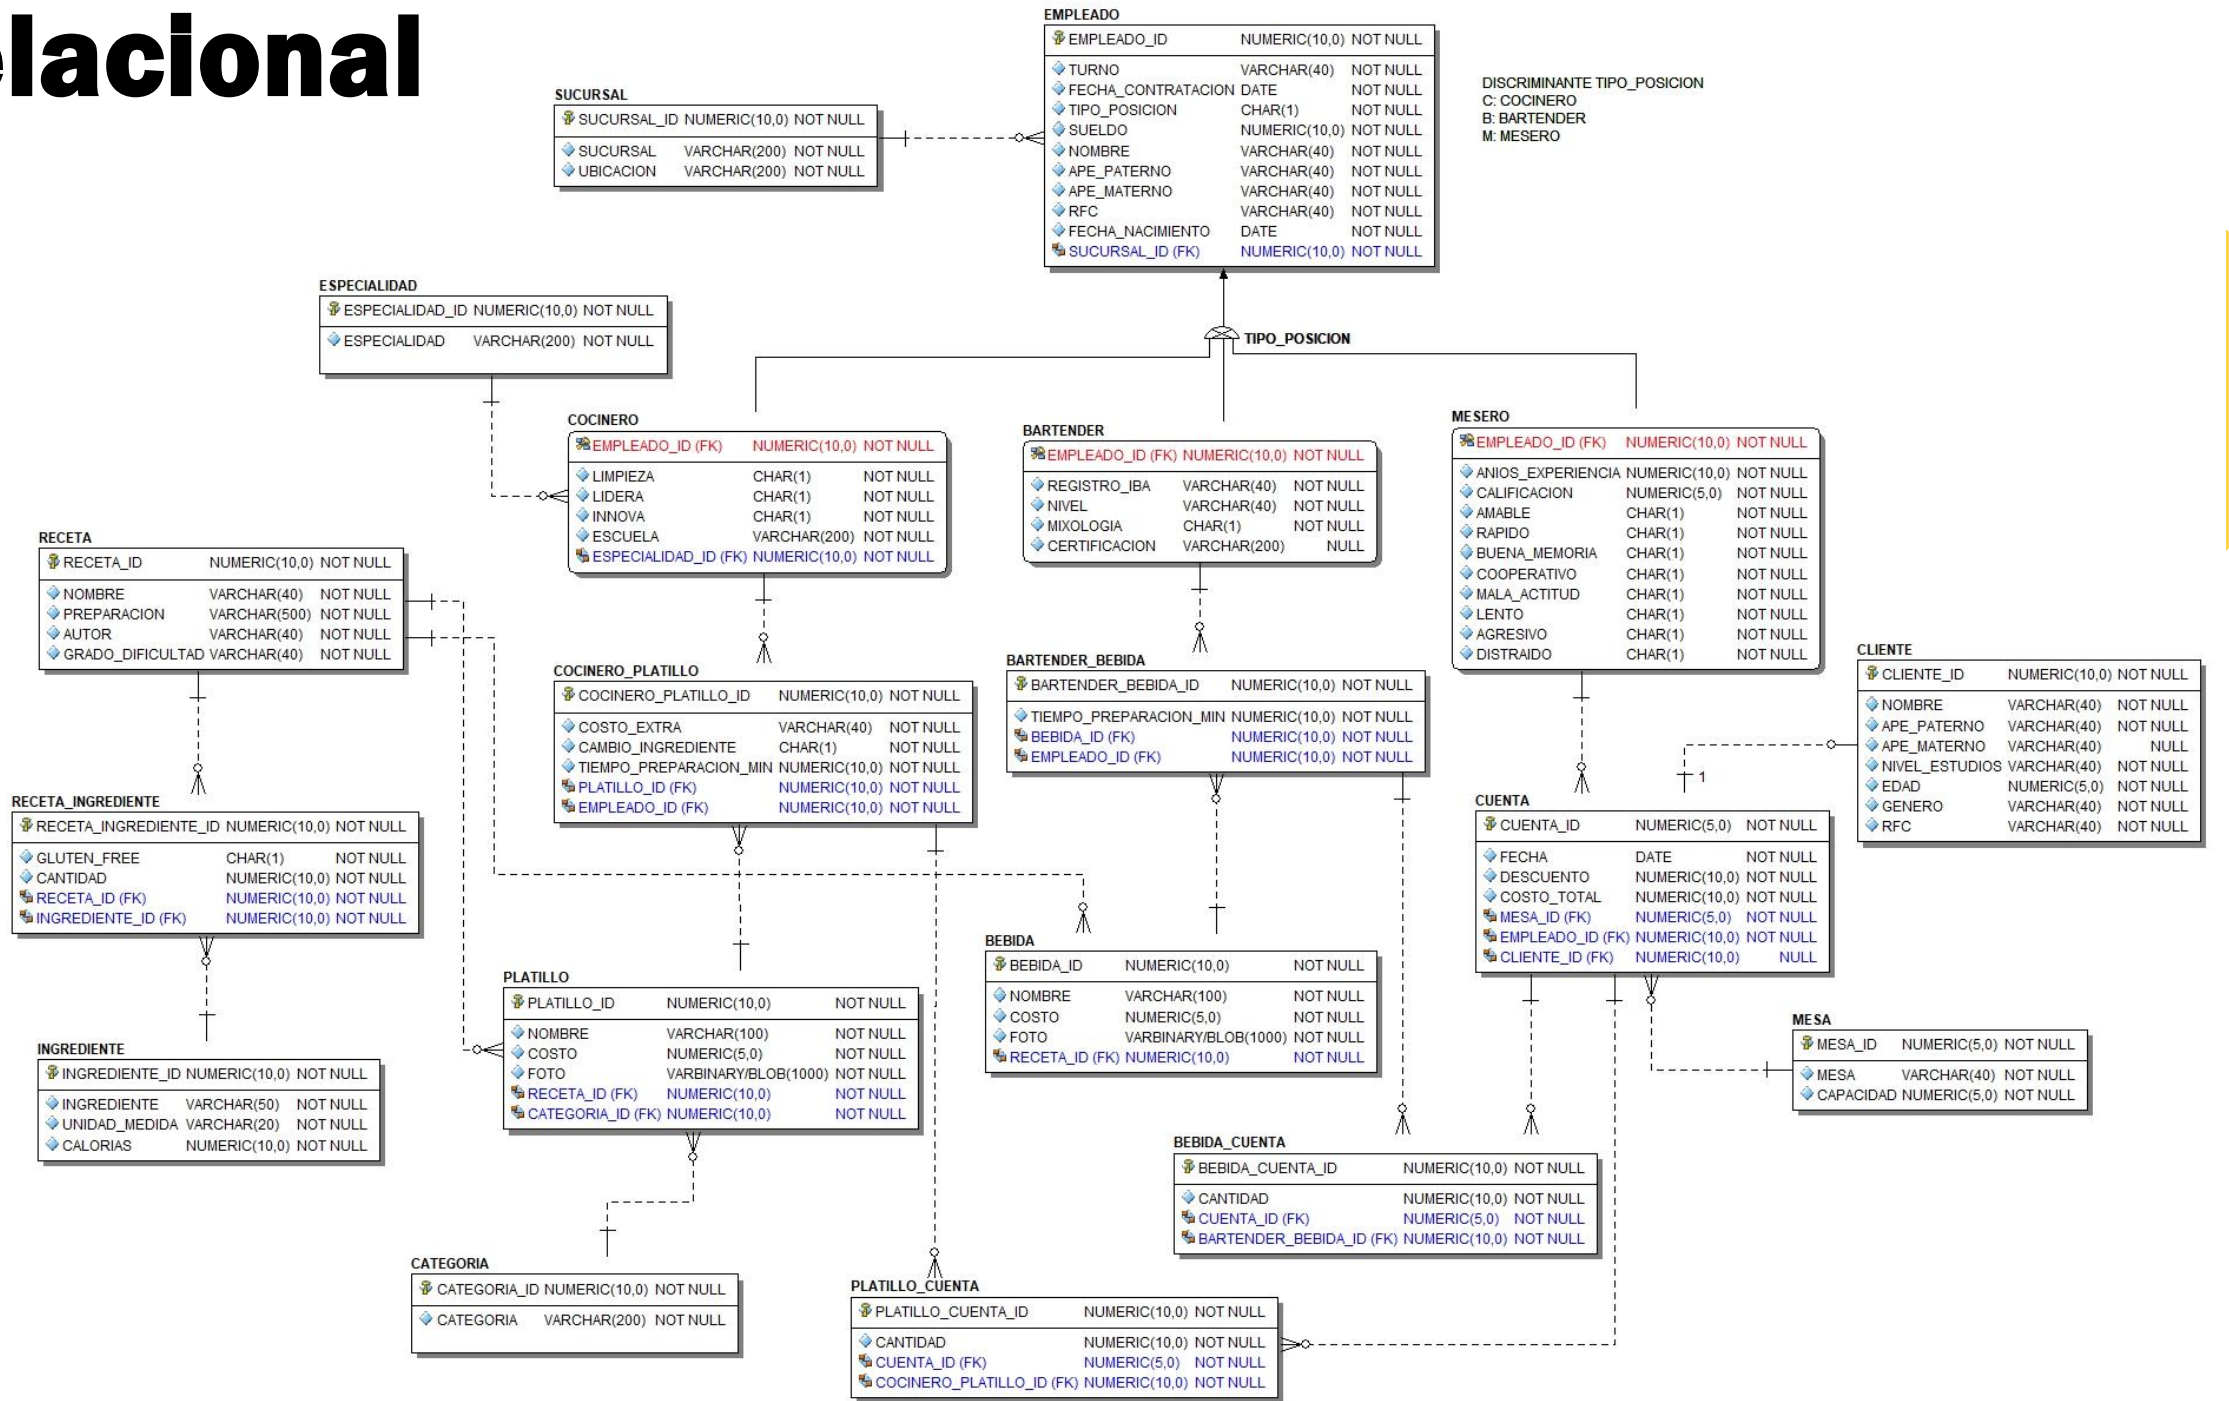 elacional
EMPLEADO
EMPLEADO_ID NUMERIC(10,0) NOT NULL
TURNO VARCHAR(40) NOT NULL
FECHA_CONTRATACION DATE NOT NULL
TIPO_POSICION CHAR(1) NOT NULL
SUELDO NUMERIC(10,0) NOT NULL
NOMBRE VARCHAR(40) NOT NULL
APE_PATERNO VARCHAR(40) NOT NULL
APE_MATERNO VARCHAR(40) NOT NULL
RFC VARCHAR(40) NOT NULL
FECHA_NACIMIENTO DATE NOT NULL
SUCURSAL_ID (FK) NUMERIC(10,0) NOT NULL
DISCRIMINANTE TIPO_POSICION
C: COCINERO
B: BARTENDER
M: MESERO
SUCURSAL
SUCURSAL_ID NUMERIC(10,0) NOT NULL
SUCURSAL VARCHAR(200) NOT NULL
UBICACION VARCHAR(200) NOT NULL
ESPECIALIDAD
ESPECIALIDAD_ID NUMERIC(10,0) NOT NULL
ESPECIALIDAD VARCHAR(200) NOT NULL
TIPO_POSICION
COCINERO
EMPLEADO_ID (FK) NUMERIC(10,0) NOT NULL
LIMPIEZA CHAR(1) NOT NULL
LIDERA CHAR(1) NOT NULL
INNOVA CHAR(1) NOT NULL
ESCUELA VARCHAR(200) NOT NULL
ESPECIALIDAD_ID (FK) NUMERIC(10,0) NOT NULL
BARTENDER
EMPLEADO_ID (FK) NUMERIC(10,0) NOT NULL
REGISTRO_IBA VARCHAR(40) NOT NULL
NIVEL VARCHAR(40) NOT NULL
MIXOLOGIA CHAR(1) NOT NULL
CERTIFICACION VARCHAR(200) NULL
MESERO
EMPLEADO_ID (FK) NUMERIC(10,0) NOT NULL
ANIOS_EXPERIENCIA NUMERIC(10,0) NOT NULL
CALIFICACION NUMERIC(5,0) NOT NULL
AMABLE CHAR(1) NOT NULL
RAPIDO CHAR(1) NOT NULL
BUENA_MEMORIA CHAR(1) NOT NULL
COOPERATIVO CHAR(1) NOT NULL
MALA_ACTITUD CHAR(1) NOT NULL
LENTO CHAR(1) NOT NULL
AGRESIVO CHAR(1) NOT NULL
DISTRAIDO CHAR(1) NOT NULL
RECETA
RECETA_ID NUMERIC(10,0) NOT NULL
NOMBRE VARCHAR(40) NOT NULL
PREPARACION VARCHAR(500) NOT NULL
AUTOR VARCHAR(40) NOT NULL
GRADO_DIFICULTAD VARCHAR(40) NOT NULL
COCINERO_PLATILLO
COCINERO_PLATILLO_ID NUMERIC(10,0) NOT NULL
COSTO_EXTRA VARCHAR(40) NOT NULL
CAMBIO_INGREDIENTE CHAR(1) NOT NULL
TIEMPO_PREPARACION_MIN NUMERIC(10,0) NOT NULL
PLATILLO_ID (FK) NUMERIC(10,0) NOT NULL
EMPLEADO_ID (FK) NUMERIC(10,0) NOT NULL
BARTENDER_BEBIDA
BARTENDER_BEBIDA_ID NUMERIC(10,0) NOT NULL
TIEMPO_PREPARACION_MIN NUMERIC(10,0) NOT NULL
BEBIDA_ID (FK) NUMERIC(10,0) NOT NULL
EMPLEADO_ID (FK) NUMERIC(10,0) NOT NULL
CLIENTE
CLIENTE_ID NUMERIC(10,0) NOT NULL
NOMBRE VARCHAR(40) NOT NULL
APE_PATERNO VARCHAR(40) NOT NULL
APE_MATERNO VARCHAR(40) NULL
NIVEL_ESTUDIOS VARCHAR(40) NOT NULL
EDAD NUMERIC(5,0) NOT NULL
GENERO VARCHAR(40) NOT NULL
RFC VARCHAR(40) NOT NULL
1
RECETA_INGREDIENTE
RECETA_INGREDIENTE_ID NUMERIC(10,0) NOT NULL
GLUTEN_FREE CHAR(1) NOT NULL
CANTIDAD NUMERIC(10,0) NOT NULL
RECETA_ID (FK) NUMERIC(10,0) NOT NULL
INGREDIENTE_ID (FK) NUMERIC(10,0) NOT NULL
CUENTA
CUENTA_ID NUMERIC(5,0) NOT NULL
FECHA DATE NOT NULL
DESCUENTO NUMERIC(10,0) NOT NULL
COSTO_TOTAL NUMERIC(10,0) NOT NULL
MESA_ID (FK) NUMERIC(5,0) NOT NULL
EMPLEADO_ID (FK) NUMERIC(10,0) NOT NULL
CLIENTE_ID (FK) NUMERIC(10,0) NULL
BEBIDA
BEBIDA_ID NUMERIC(10,0) NOT NULL
NOMBRE VARCHAR(100) NOT NULL
COSTO NUMERIC(5,0) NOT NULL
FOTO VARBINARY/BLOB(1000) NOT NULL
RECETA_ID (FK) NUMERIC(10,0) NOT NULL
PLATILLO
PLATILLO_ID NUMERIC(10,0) NOT NULL
NOMBRE VARCHAR(100) NOT NULL
COSTO NUMERIC(5,0) NOT NULL
FOTO VARBINARY/BLOB(1000) NOT NULL
RECETA_ID (FK) NUMERIC(10,0) NOT NULL
CATEGORIA_ID (FK) NUMERIC(10,0) NOT NULL
MESA
MESA_ID NUMERIC(5,0) NOT NULL
MESA VARCHAR(40) NOT NULL
CAPACIDAD NUMERIC(5,0) NOT NULL
INGREDIENTE
INGREDIENTE_ID NUMERIC(10,0) NOT NULL
INGREDIENTE VARCHAR(50) NOT NULL
UNIDAD_MEDIDA VARCHAR(20) NOT NULL
CALORIAS NUMERIC(10,0) NOT NULL
BEBIDA_CUENTA
BEBIDA_CUENTA_ID NUMERIC(10,0) NOT NULL
CANTIDAD NUMERIC(10,0) NOT NULL
CUENTA_ID (FK) NUMERIC(5,0) NOT NULL
BARTENDER_BEBIDA_ID (FK) NUMERIC(10,0) NOT NULL
CATEGORIA
CATEGORIA_ID NUMERIC(10,0) NOT NULL
CATEGORIA VARCHAR(200) NOT NULL
PLATILLO_CUENTA
PLATILLO_CUENTA_ID NUMERIC(10,0) NOT NULL
CANTIDAD NUMERIC(10,0) NOT NULL
CUENTA_ID (FK) NUMERIC(5,0) NOT NULL
COCINERO_PLATILLO_ID (FK) NUMERIC(10,0) NOT NULL